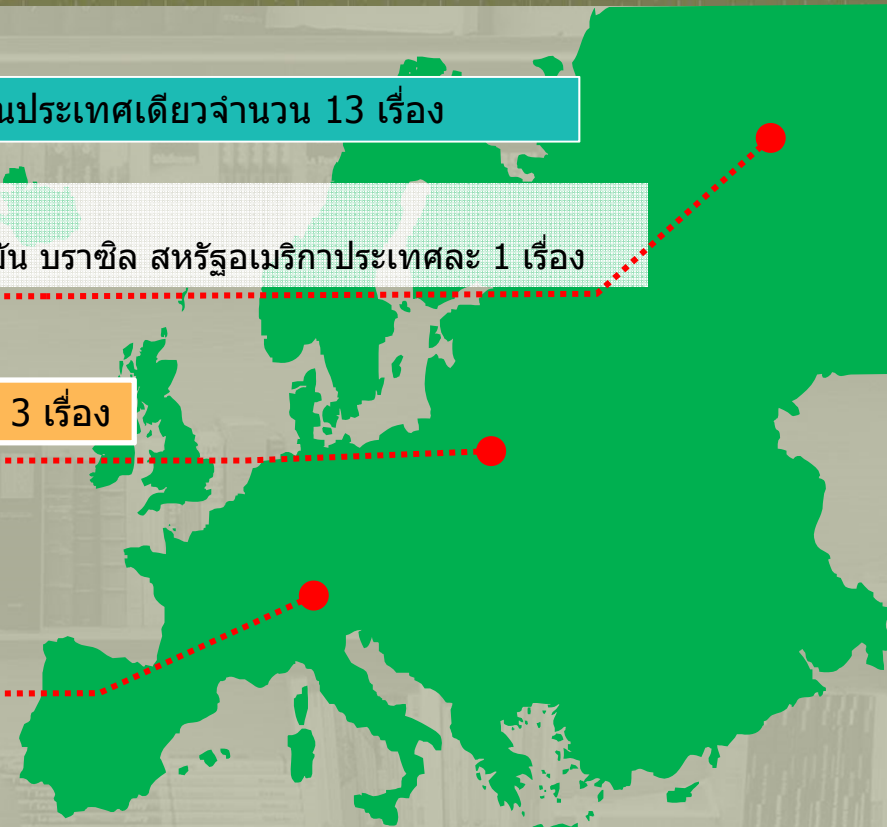 นประเทศเดียวจำนวน 13 เรื่อง
มัน บราซิล สหรัฐอเมริกาประเทศละ 1 เรื่อง
3 เรื่อง